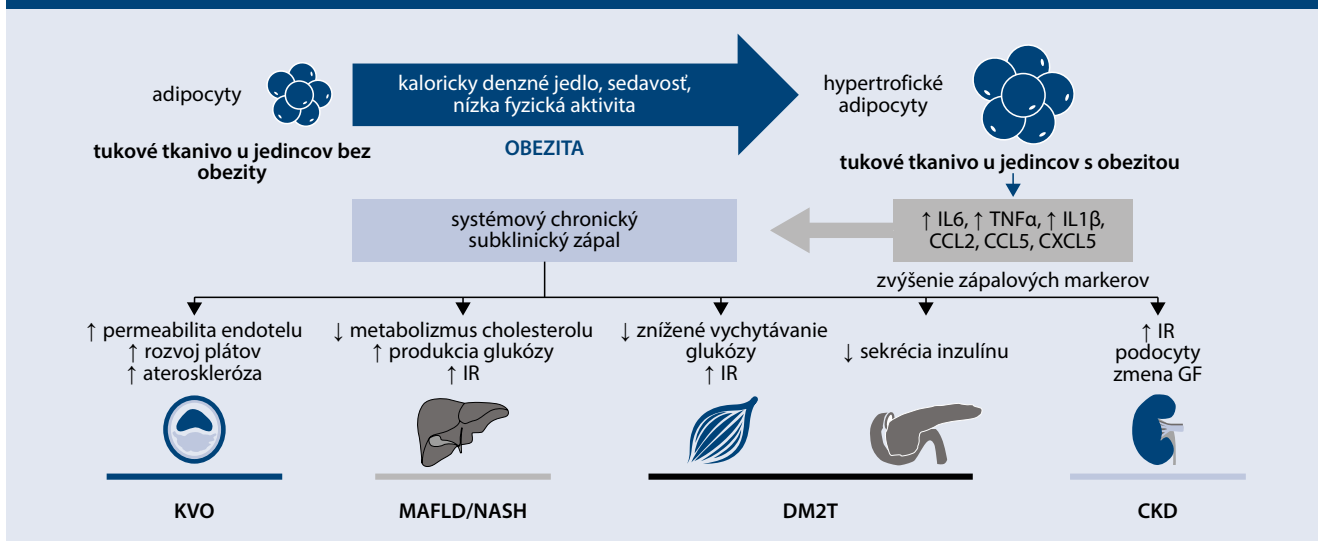 adipocyty
kaloricky denzné jedlo, sedavosť,
nízka fyzická aktivita
hypertrofické
adipocyty
tukové tkanivo u jedincov bez
obezity
OBEZITA
tukové tkanivo u jedincov s obezitou
systémový chronický
subklinický zápal
↑ IL6, ↑ TNFα, ↑ IL1β,
CCL2, CCL5, CXCL5
zvýšenie zápalových markerov
↑ permeabilita endotelu
↑ rozvoj plátov
↑ ateroskleróza
↓ metabolizmus cholesterolu
↑ produkcia glukózy
↑ IR
↓ znížené vychytávanie
glukózy
↑ IR
↓ sekrécia inzulínu
↑ IR
podocyty
zmena GF
KVO
MAFLD/NASH
DM2T
CKD